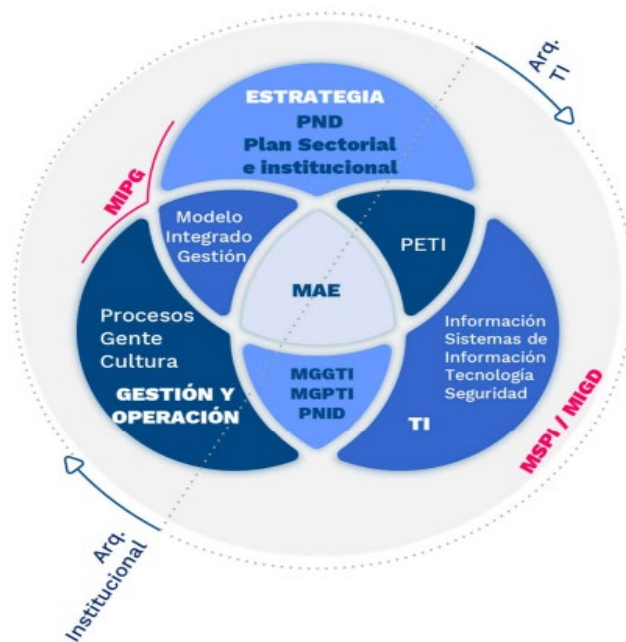 Arq.
TI
ESTRATEGIA
PND
Plan Sectorial
e institucional
MIPG
Modelo
Integrado
Gestión
PETI
MAE
Procesos
Gente
Cultura
GESTIÓN Y
OPERACIÓN
MGGTI
MGPTI
PNID
Información
Sistemas de
Información
Tecnología
Seguridad
TI
MSPI / MIGD
Arq.
Institucional